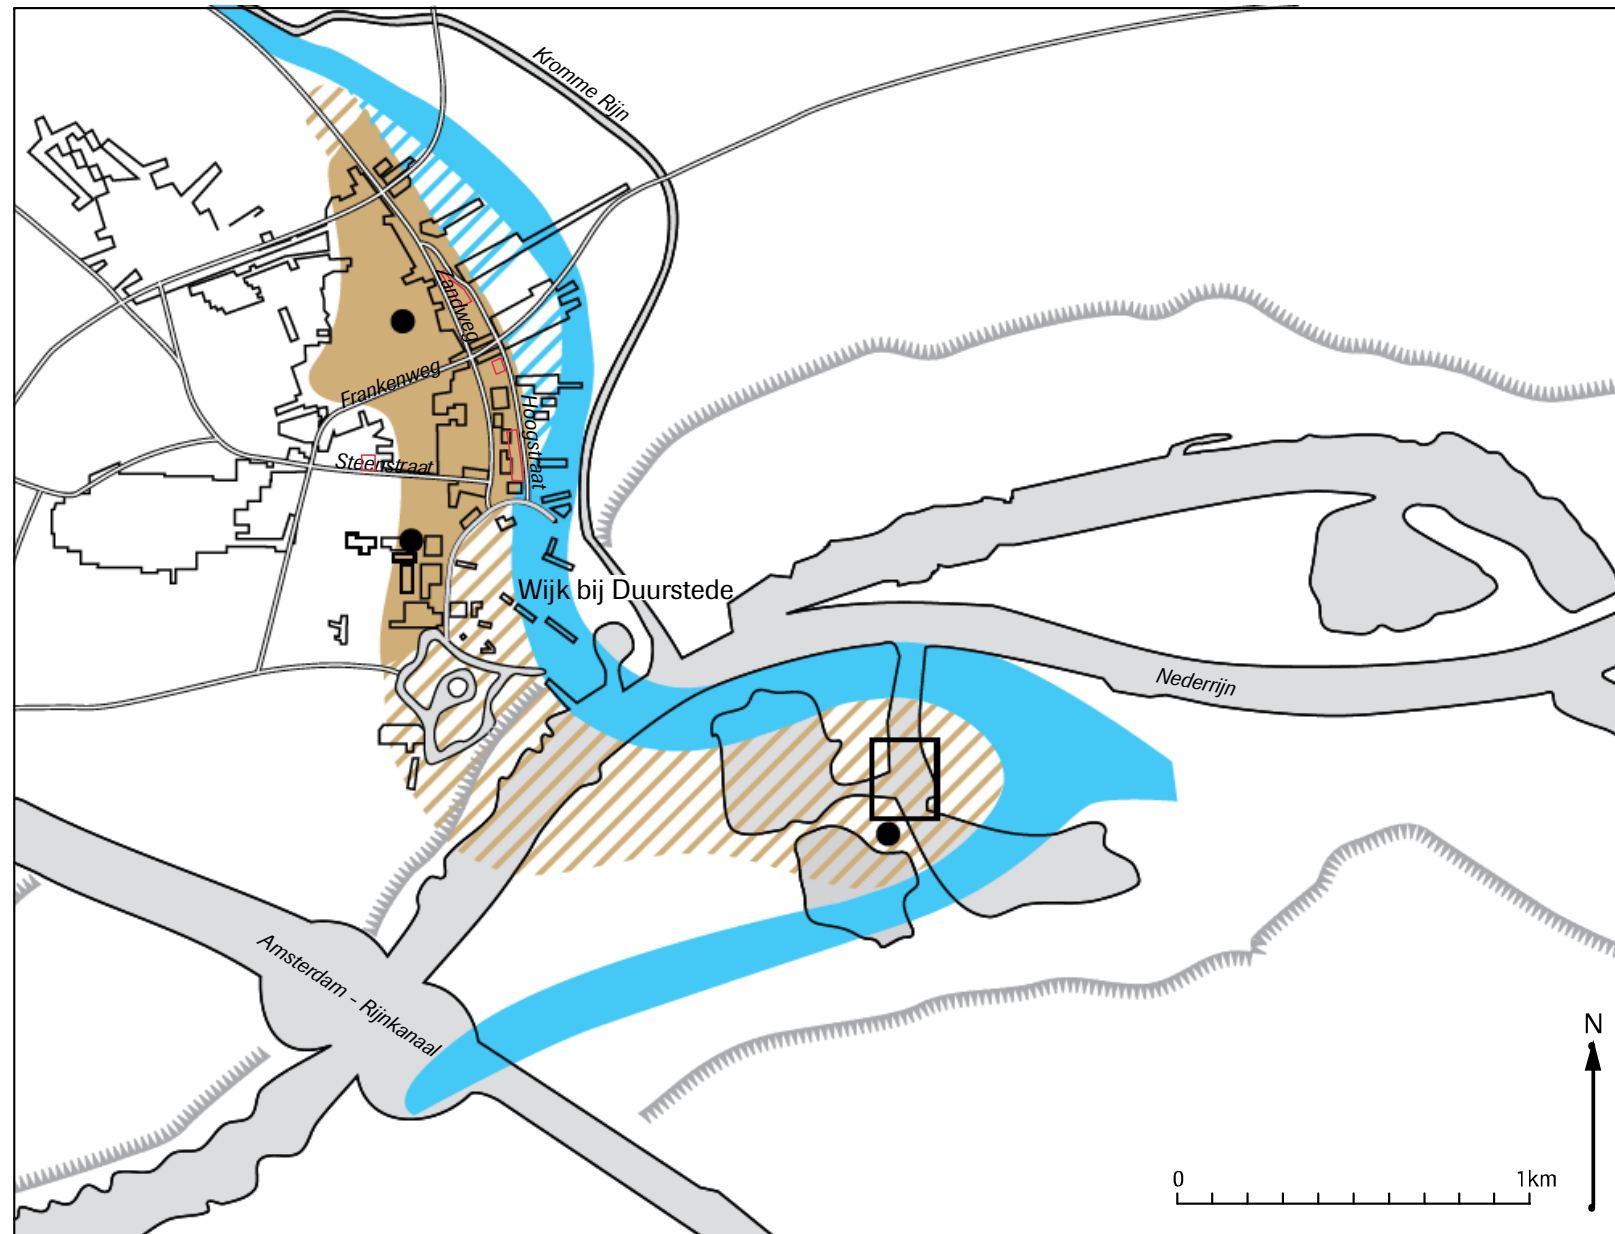 Kromme Rijn
Zandweg
Frankenweg
Hoogstraat
Steenstraat
Wijk bij Duurstede
Nederrijn
Amsterdam - Rijnkanaal
N
0 1km